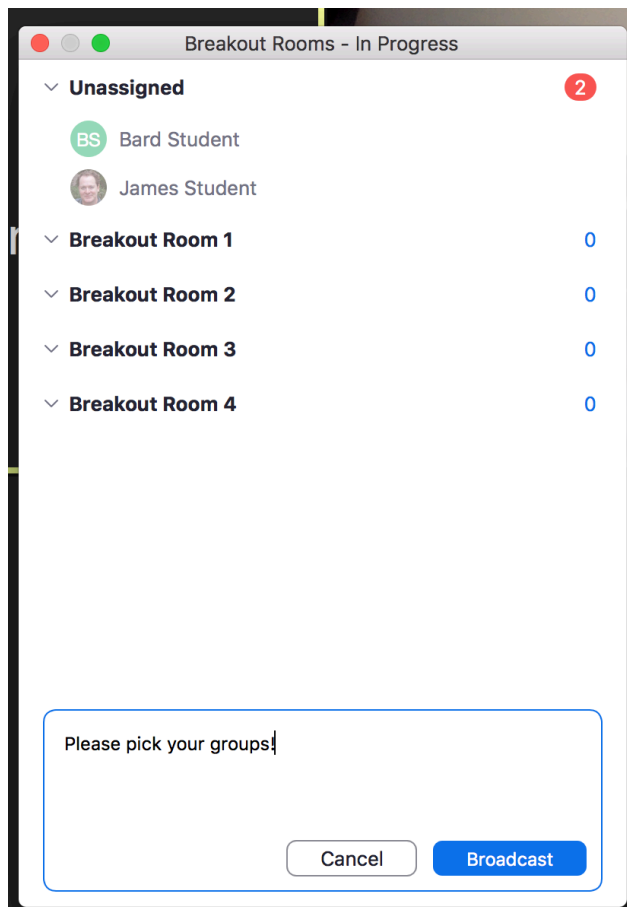 Breakout Rooms - In Progress
Unassigned 2
BS Bard Student
James Student
Breakout Room 1 0
Breakout Room 2 0
Breakout Room 3 0
Breakout Room 4 0
Please pick your groups!
Cancel Broadcast